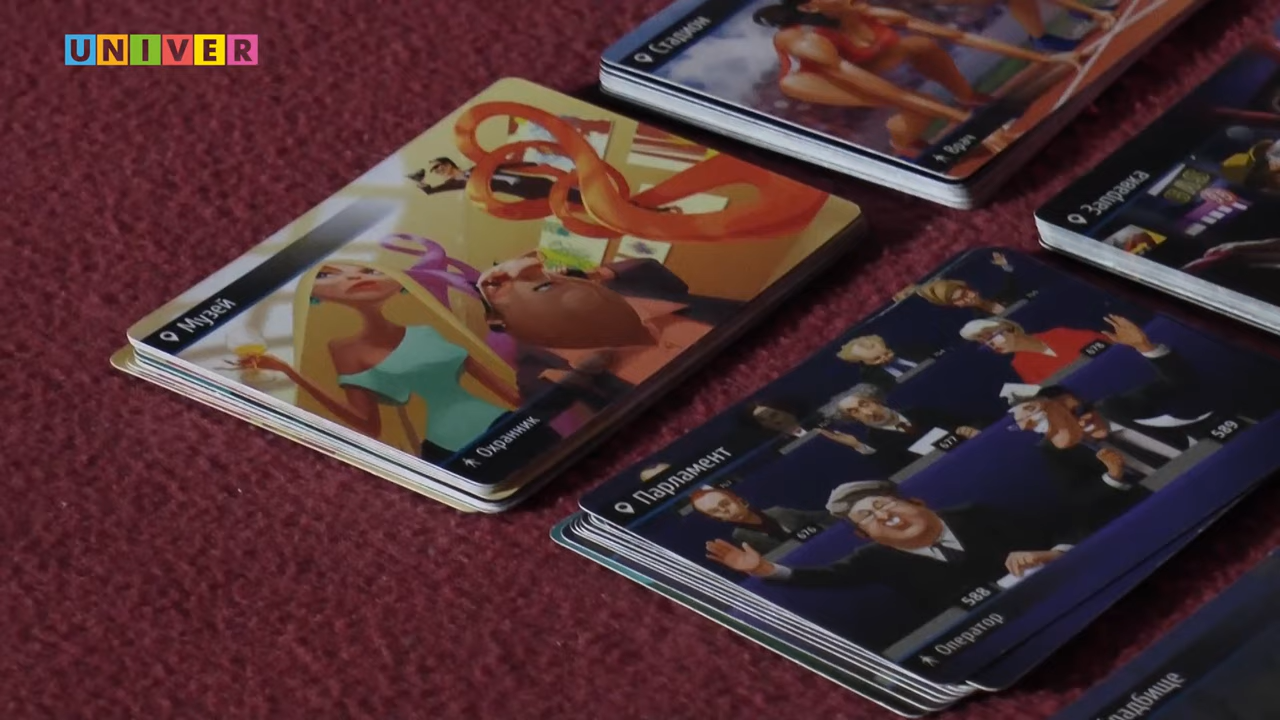 UNIVER
Стадион
Врач
Заправка
Музей
Охранник
Парламент
678
677
589
676
588
Оператор